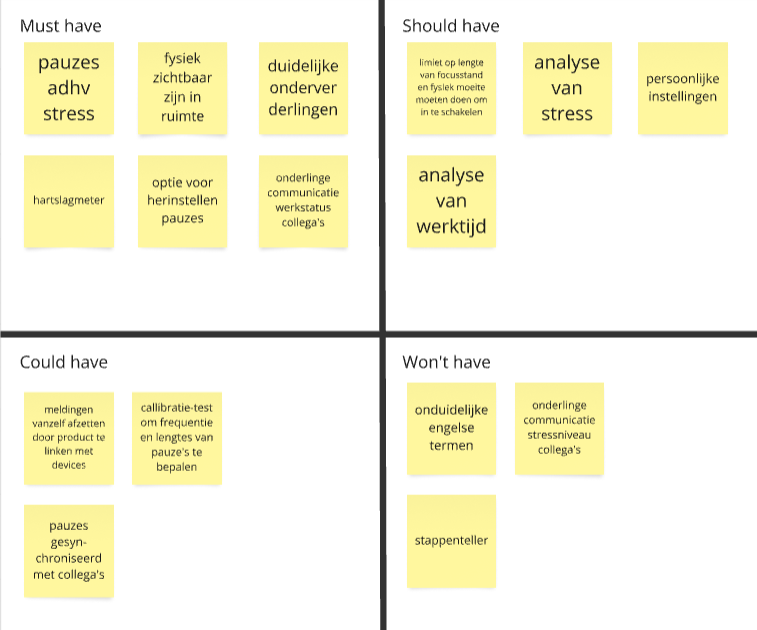 Must have
pauzes
adhv
stress
fysiek
zichtbaar
zijn in
ruimte
duidelijke
onderver
derlingen
hartslagmeter
optie voor
herinstellen
pauzes
onderlinge
communicatie
werkstatus
collega's
Should have
limiet op lengte
van focusstand
en fysiek moeite
moeten doen om
in te schakelen
analyse
van
stress
persoonlijke
instellingen
analyse
van
werktijd
Could have
meldingen
vanzelf afzetten
door product te
linken met
devices
callibratie-test
om frequentie
en lengtes van
pauze's te
bepalen
pauzes
gesyn-
chroniseerd
met collega's
Won't have
onduidelijke
engelse
termen
onderlinge
communicatie
stressniveau
collega's
stappenteller